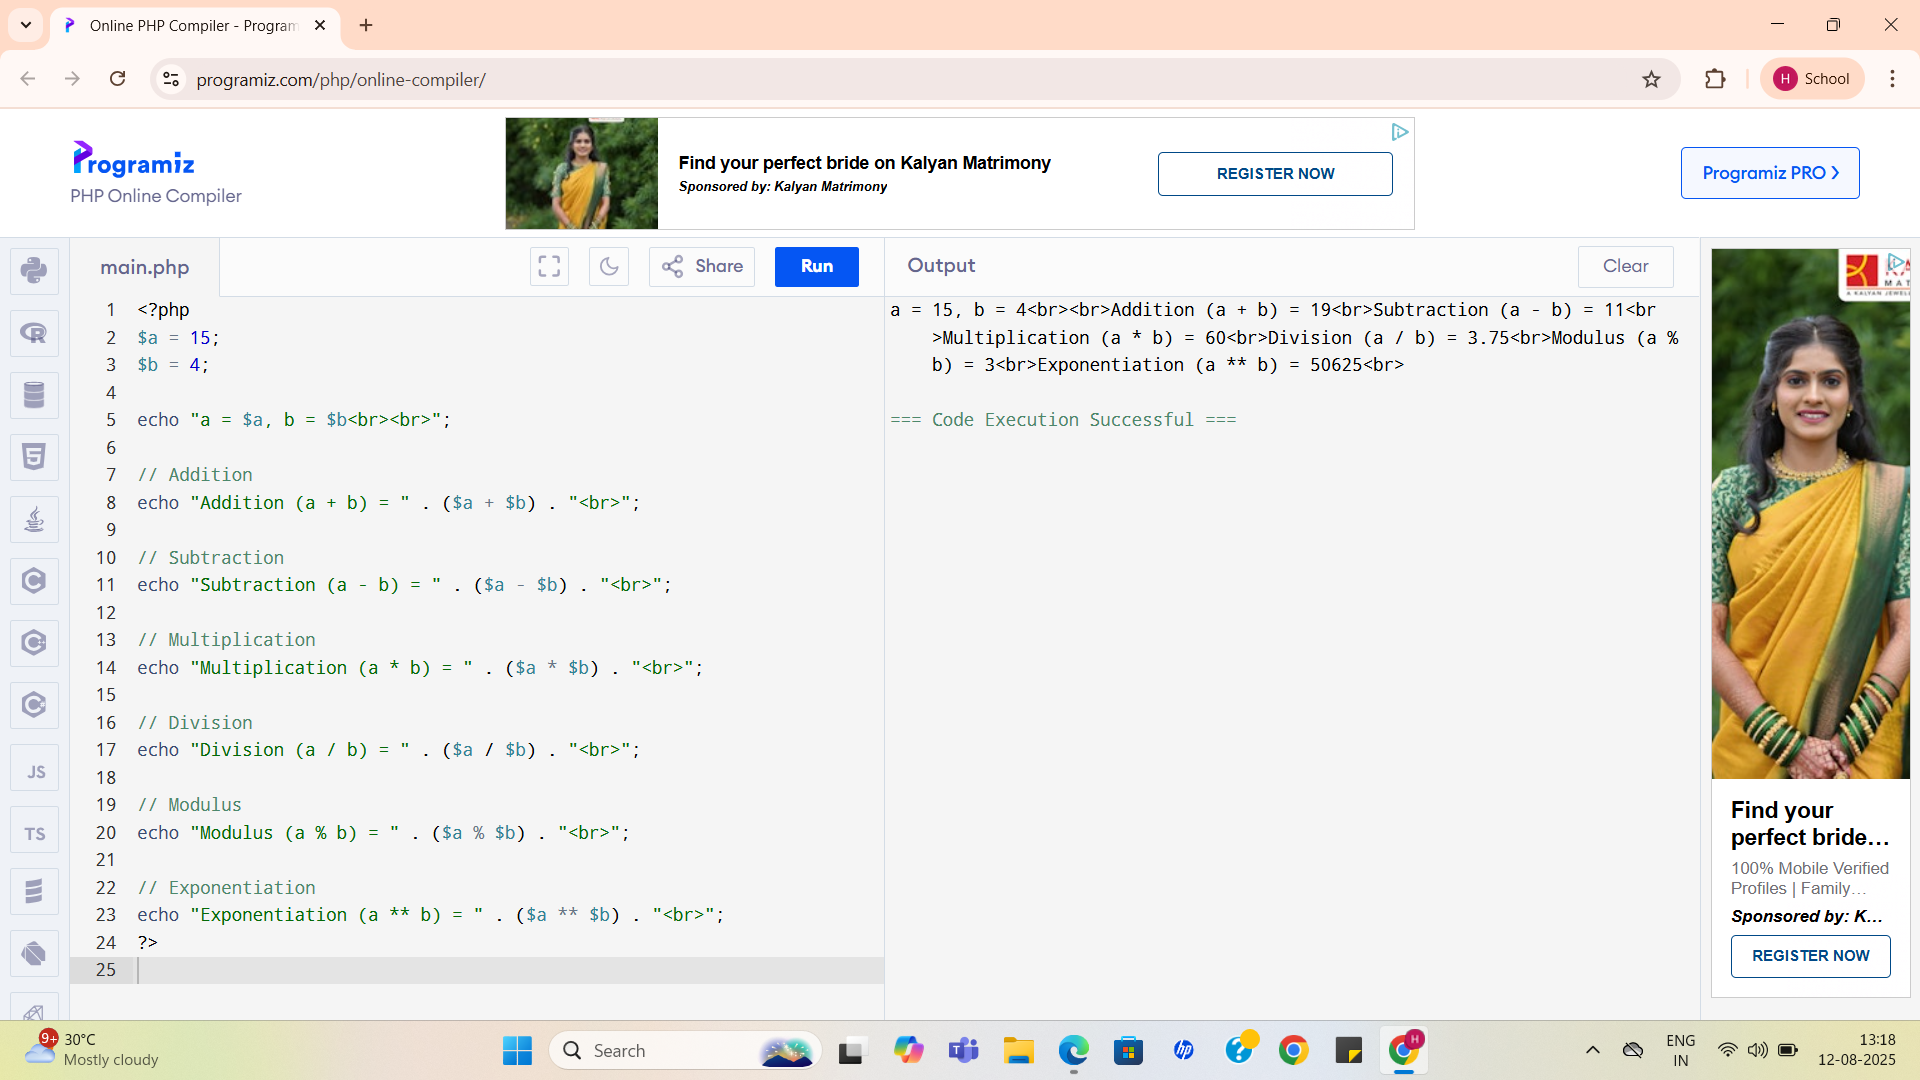 Online PHP Compiler - Program
programiz.com/php/online-compiler/
H School
Programiz
PHP Online Compiler
Find your perfect bride on Kalyan Matrimony
Sponsored by: Kalyan Matrimony
REGISTER NOW
Programiz PRO
main.php
Share
Run
Output
Clear
1 <?php
2 $a = 15;
3 $b = 4;
4
5 echo "a = $a, b = $b<br><br>";
6
7 // Addition
8 echo "Addition (a + b) = " . ($a + $b) . "<br>";
9
10 // Subtraction
11 echo "Subtraction (a - b) = " . ($a - $b) . "<br>";
12
13 // Multiplication
14 echo "Multiplication (a * b) = " . ($a * $b) . "<br>";
15
16 // Division
17 echo "Division (a / b) = " . ($a / $b) . "<br>";
18
19 // Modulus
20 echo "Modulus (a % b) = " . ($a % $b) . "<br>";
21
22 // Exponentiation
23 echo "Exponentiation (a ** b) = " . ($a ** $b) . "<br>";
24 ?>
25
a = 15, b = 4<br><br>Addition (a + b) = 19<br>Subtraction (a - b) = 11<br
>Multiplication (a * b) = 60<br>Division (a / b) = 3.75<br>Modulus (a %
b) = 3<br>Exponentiation (a ** b) = 50625<br>
=== Code Execution Successful ===
JS
TS
A KALYAN JEWEL
Find your
perfect bride...
100% Mobile Verified
Profiles | Family...
Sponsored by: K...
REGISTER NOW
9+
30°C
Mostly cloudy
Search
hp
H
ENG
IN
13:18
12-08-2025